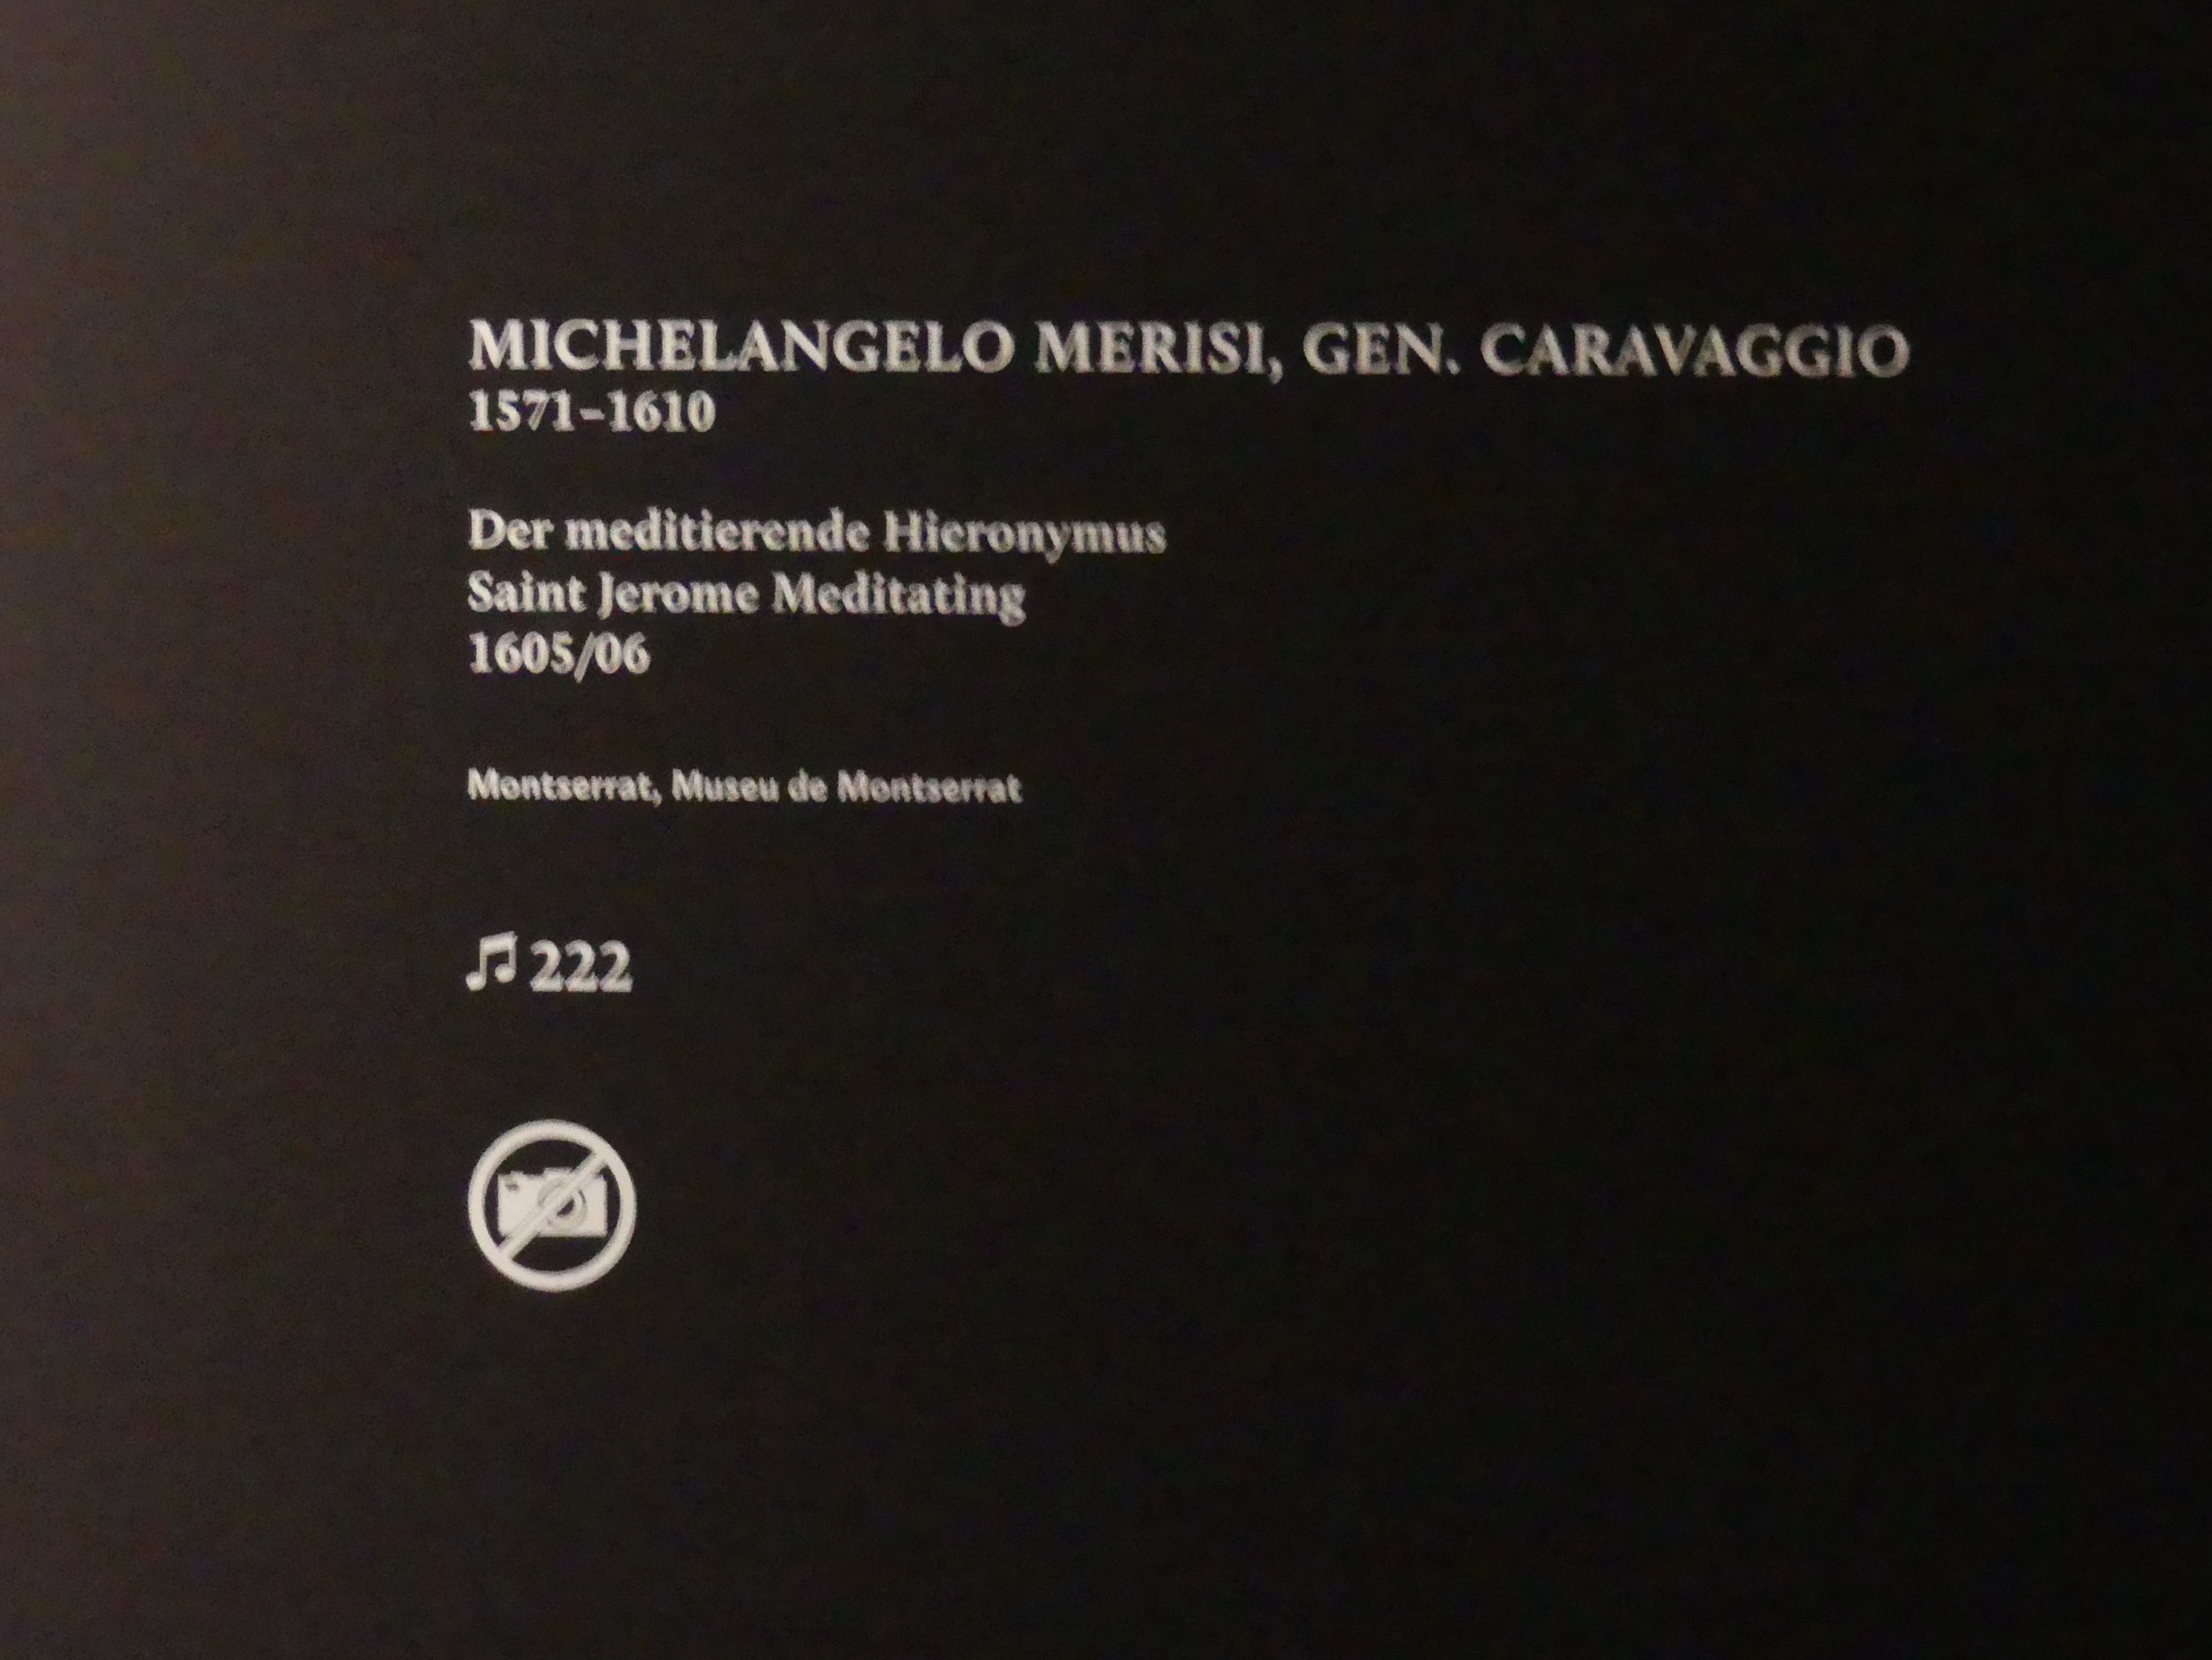 MICHELANGELO MERISI, GEN. CARAVAGGIO
1571–1610
Der meditierende Hieronymus
Saint Jerome Meditating
1605/06
Montserrat, Museu de Montserrat
♫ 222